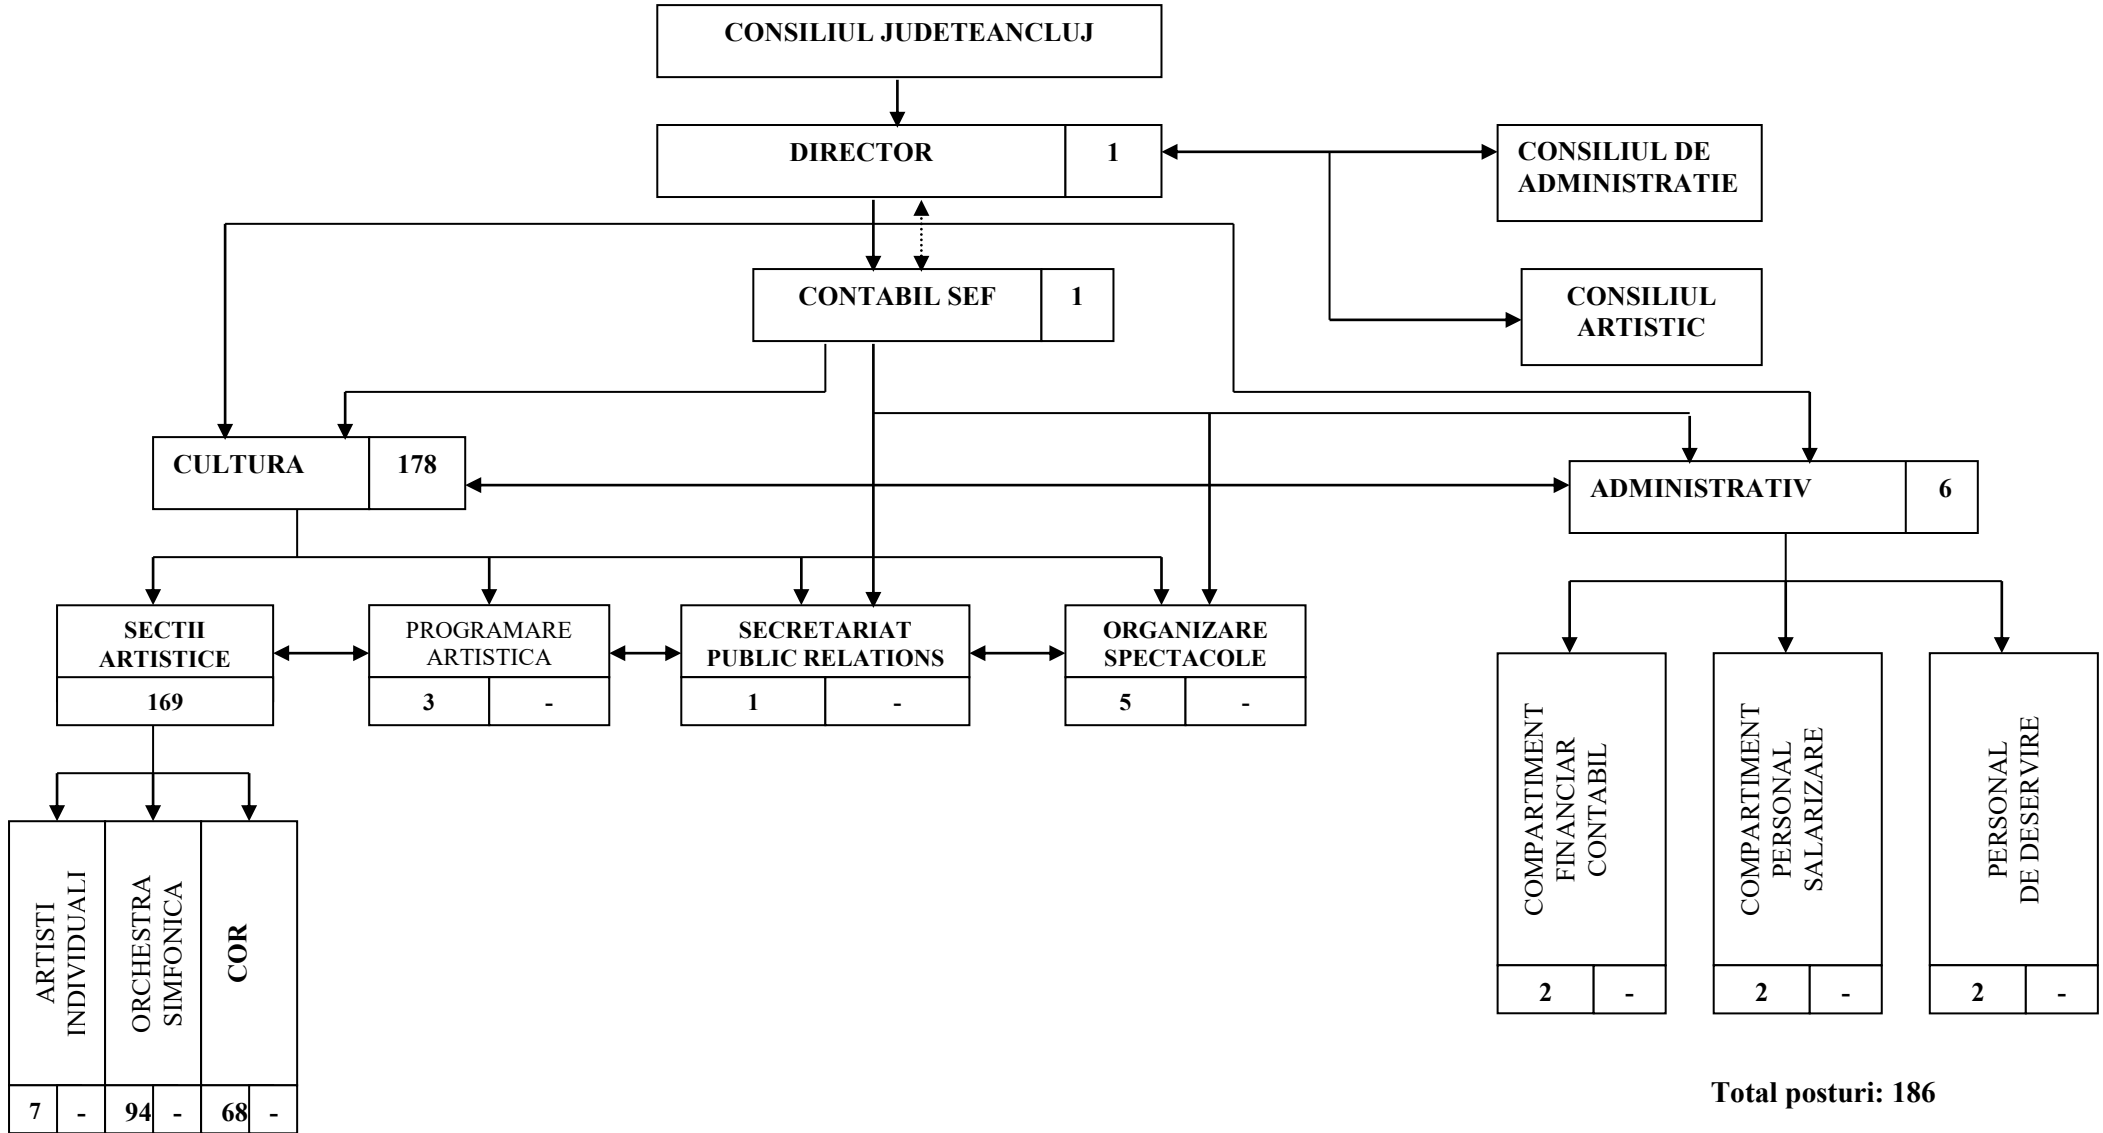 CONSILIUL JUDETEANCLUJ
DIRECTOR
1
CONSILIUL DE
ADMINISTRATIE
CONTABIL SEF
1
CONSILIUL
ARTISTIC
CULTURA
178
ADMINISTRATIV
6
SECTII
ARTISTICE
169
PROGRAMARE
ARTISTICA
3
-
SECRETARIAT
PUBLIC RELATIONS
1
-
ORGANIZARE
SPECTACOLE
5
-
COMPARTIMENT
FINANCIAR
CONTABIL
2
-
COMPARTIMENT
PERSONAL
SALARIZARE
2
-
PERSONAL
DE DESERVIRE
2
-
ARTISTI
INDIVIDUALI
7
-
ORCHESTRA
SIMFONICA
94
-
COR
68
-
Total posturi: 186